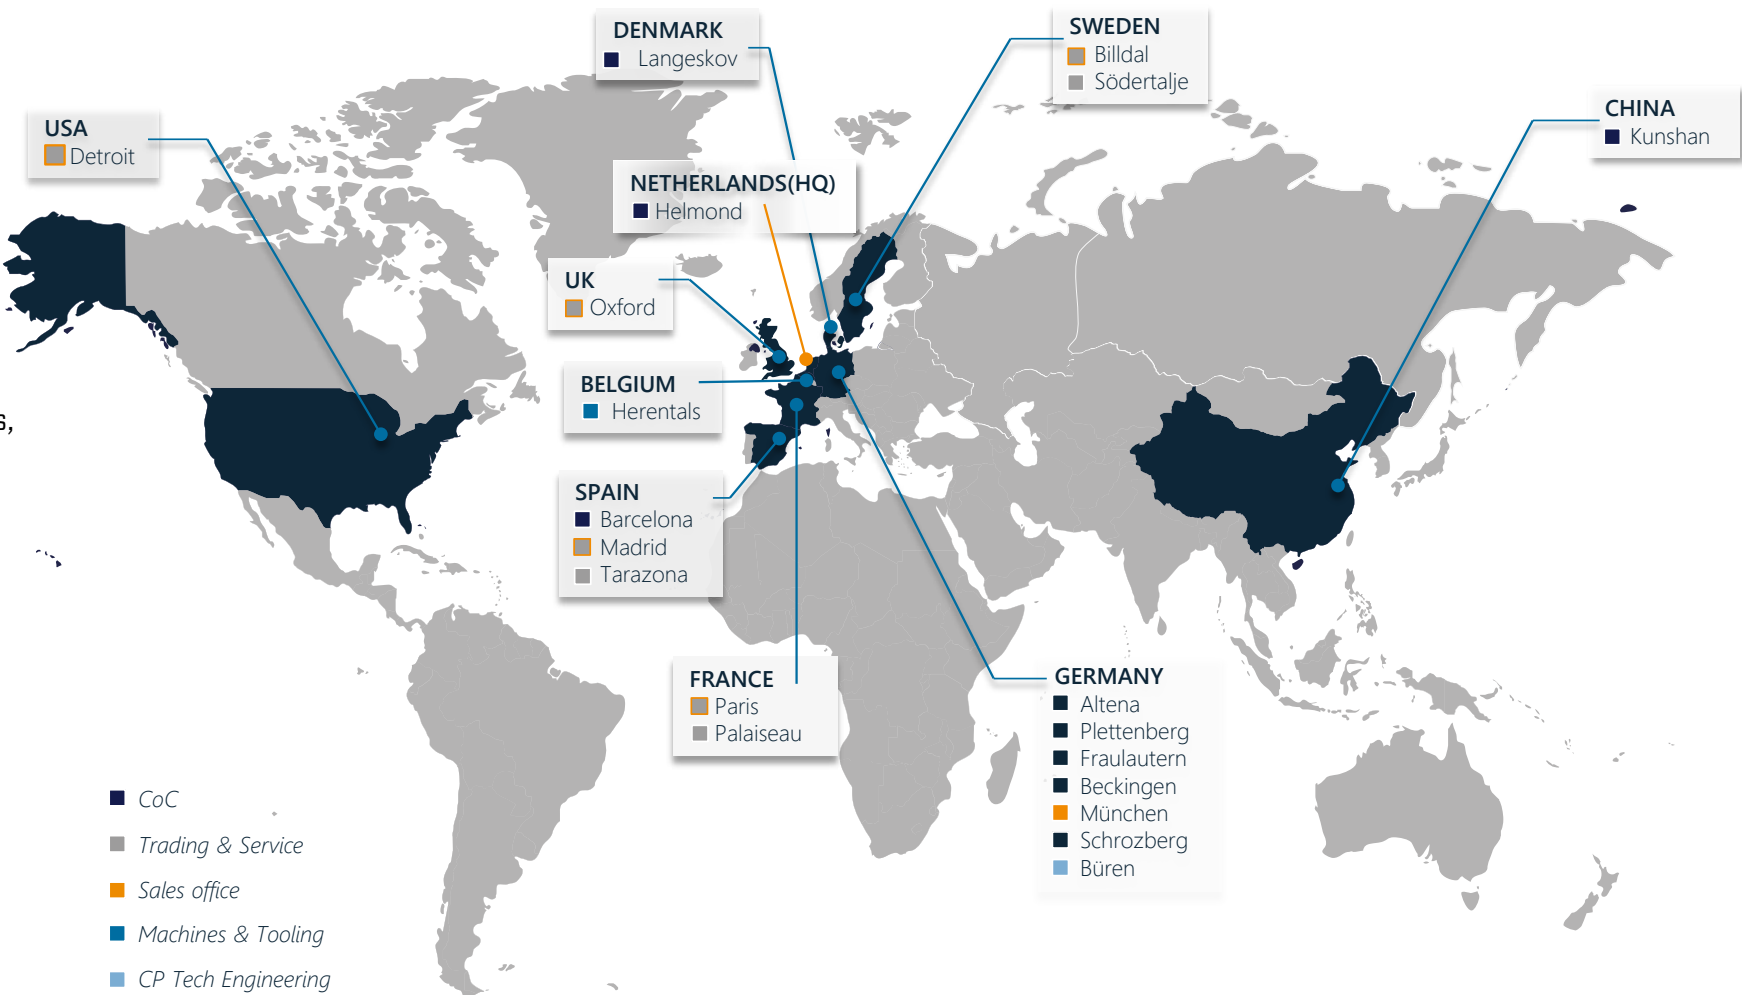 DENMARK
Langeskov
SWEDEN
Billdal
Södertalje
CHINA
Kunshan
USA
Detroit
NETHERLANDS(HQ)
Helmond
UK
Oxford
BELGIUM
Herentals
SPAIN
Barcelona
Madrid
Tarazona
FRANCE
Paris
Palaiseau
GERMANY
Altena
Plettenberg
Fraulautern
Beckingen
München
Schrozberg
Büren
CoC
Trading & Service
Sales office
Machines & Tooling
CP Tech Engineering